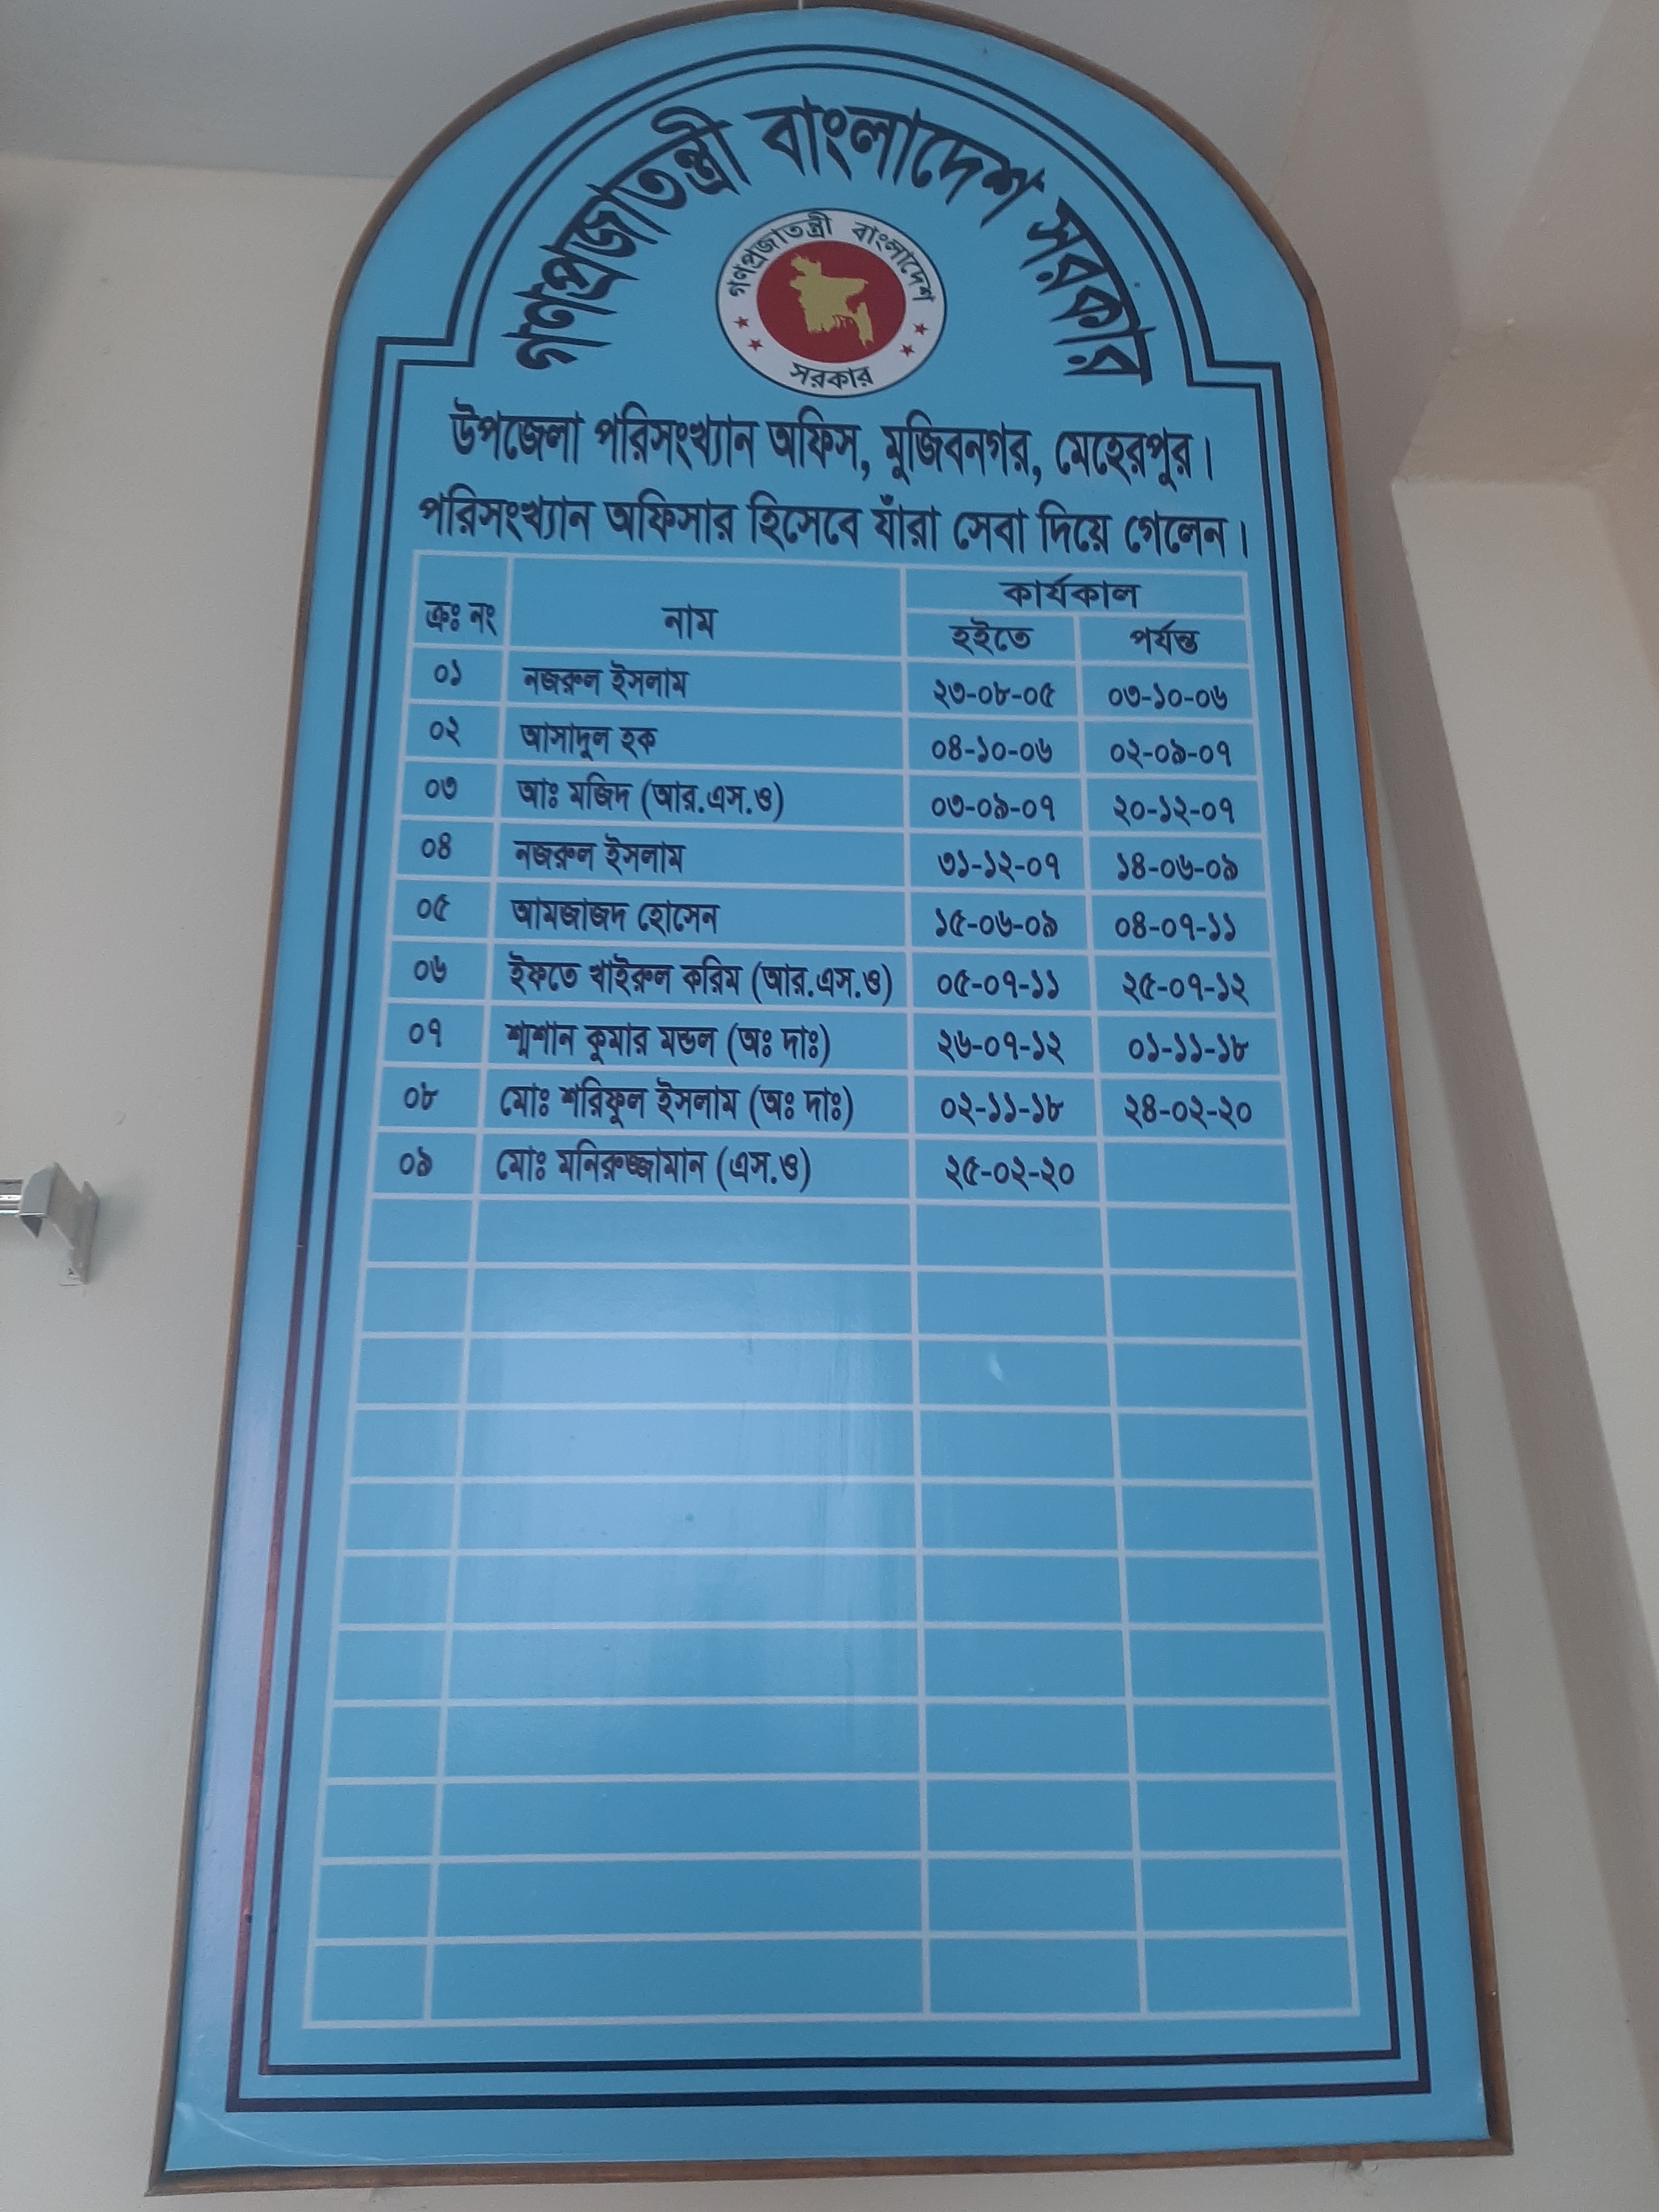 গণপ্রজাতন্ত্রী বাংলাদেশ সরকার
গণপ্রজাতন্ত্রী বাংলাদেশ
সরকার
উপজেলা পরিসংখ্যান অফিস, মুজিবনগর, মেহেরপুর।
পরিসংখ্যান অফিসার হিসেবে যাঁরা সেবা দিয়ে গেলেন।
ক্রঃ নং নাম কার্যকাল
হইতে পর্যন্ত
০১ নজরুল ইসলাম ২৩-০৮-০৫ ০৩-১০-০৬
০২ আসাদুল হক ০৪-১০-০৬ ০২-০৯-০৭
০৩ আঃ মজিদ (আর.এস.ও) ০৩-০৯-০৭ ২০-১২-০৭
০৪ নজরুল ইসলাম ৩১-১২-০৭ ১৪-০৬-০৯
০৫ আমজাজদ হোসেন ১৫-০৬-০৯ ০৪-০৭-১১
০৬ ইফতে খাইরুল করিম (আর.এস.ও) ০৫-০৭-১১ ২৫-০৭-১২
০৭ শ্মশান কুমার মন্ডল (অঃ দাঃ) ২৬-০৭-১২ ০১-১১-১৮
০৮ মোঃ শরিফুল ইসলাম (অঃ দাঃ) ০২-১১-১৮ ২৪-০২-২০
০৯ মোঃ মনিরুজ্জামান (এস.ও) ২৫-০২-২০